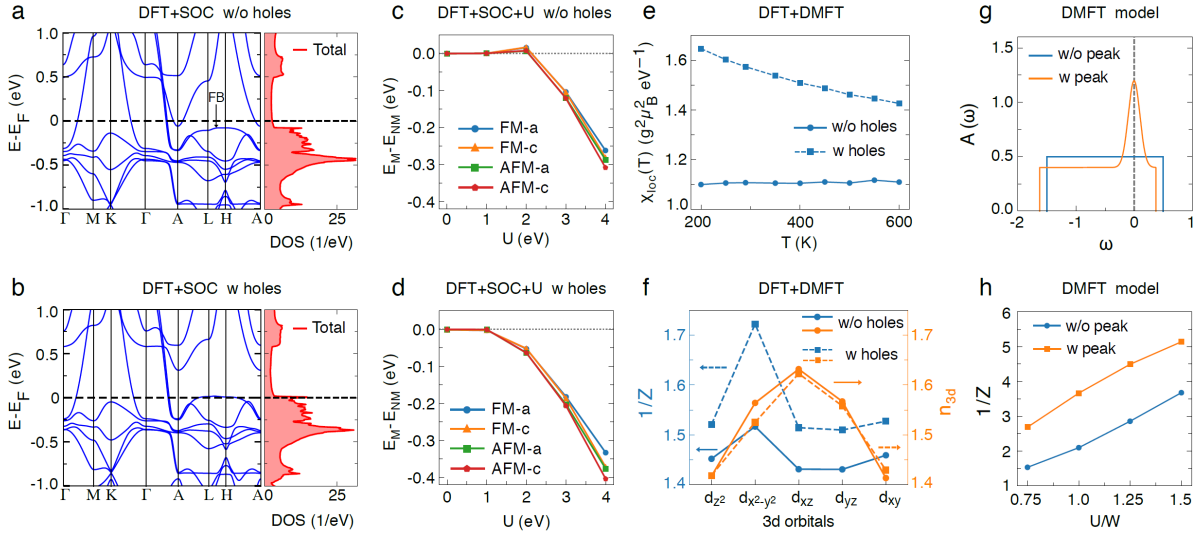 a
DFT+SOC w/o holes
1.0
0.5
0
-0.5
-1.0
E-E_F (eV)
FB
Total
Γ M K Γ A L H A
0 25
DOS (1/eV)
b
DFT+SOC w holes
1.0
0.5
0
-0.5
-1.0
E-E_F (eV)
Total
Γ M K Γ A L H A
0 25
DOS (1/eV)
c
DFT+SOC+U w/o holes
0.0
-0.1
-0.2
-0.3
-0.4
E_M-E_NM (eV)
FM-a
FM-c
AFM-a
AFM-c
0 1 2 3 4
U (eV)
d
DFT+SOC+U w holes
0.0
-0.1
-0.2
-0.3
-0.4
E_M-E_NM (eV)
FM-a
FM-c
AFM-a
AFM-c
0 1 2 3 4
U (eV)
e
DFT+DMFT
1.6
1.4
1.2
1.0
χ_loc(T) (g²μ_B² eV⁻¹)
w/o holes
w holes
200 400 600
T (K)
f
DFT+DMFT
1.7
1.6
1.5
1.4
1/Z
w/o holes
w holes
1.7
1.6
1.5
1.4
n_3d
d_z² d_x²-y² d_xz d_yz d_xy
3d orbitals
g
DMFT model
1.5
1.0
0.5
0.0
A (ω)
w/o peak
w peak
-2 -1 0 1
ω
h
DMFT model
6
5
4
3
2
1
1/Z
w/o peak
w peak
0.75 1.0 1.25 1.5
U/W